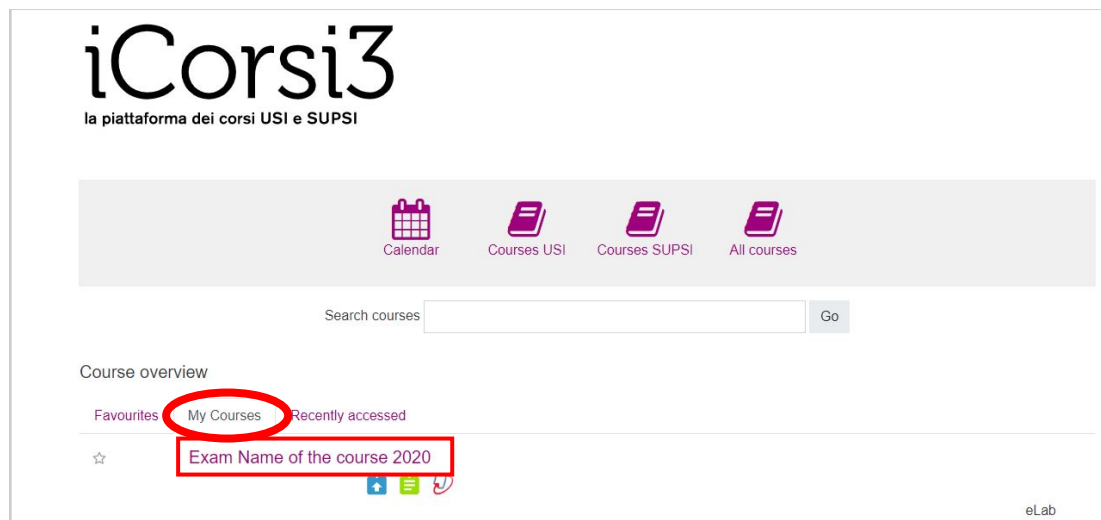 iCorsi3
la piattaforma dei corsi USI e SUPSI
Calendar Courses USI Courses SUPSI All courses
Search courses Go
Course overview
Favourites My Courses Recently accessed
Exam Name of the course 2020
eLab